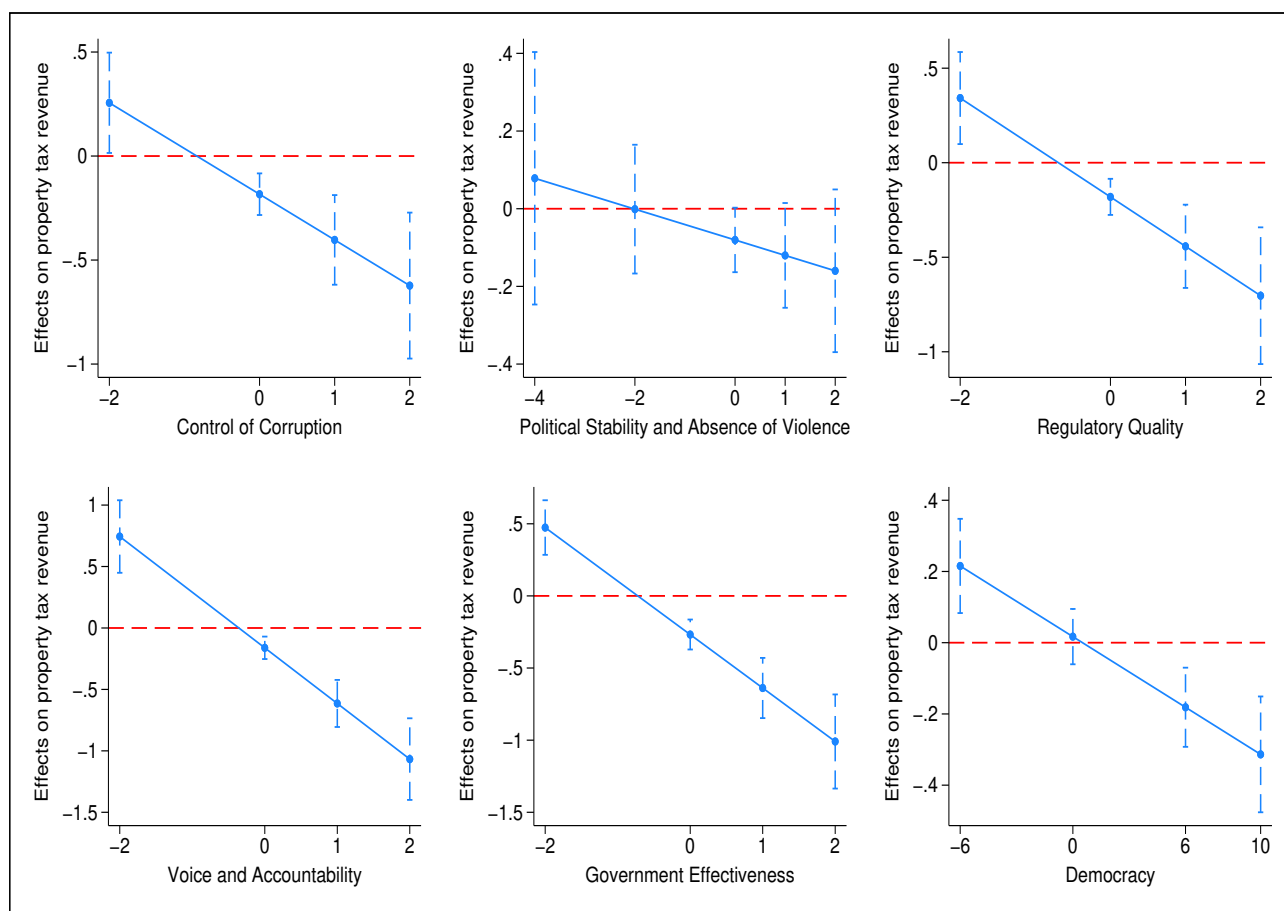 Effects on property tax revenue
.5
0
−.5
−1
−2 0 1 2
Control of Corruption
Effects on property tax revenue
.4
.2
0
−.2
−.4
−4 −2 0 1 2
Political Stability and Absence of Violence
Effects on property tax revenue
.5
0
−.5
−1
−2 0 1 2
Regulatory Quality
Effects on property tax revenue
1
.5
0
−.5
−1
−1.5
−2 0 1 2
Voice and Accountability
Effects on property tax revenue
.5
0
−.5
−1
−1.5
−2 0 1 2
Government Effectiveness
Effects on property tax revenue
.4
.2
0
−.2
−.4
−6 0 6 10
Democracy